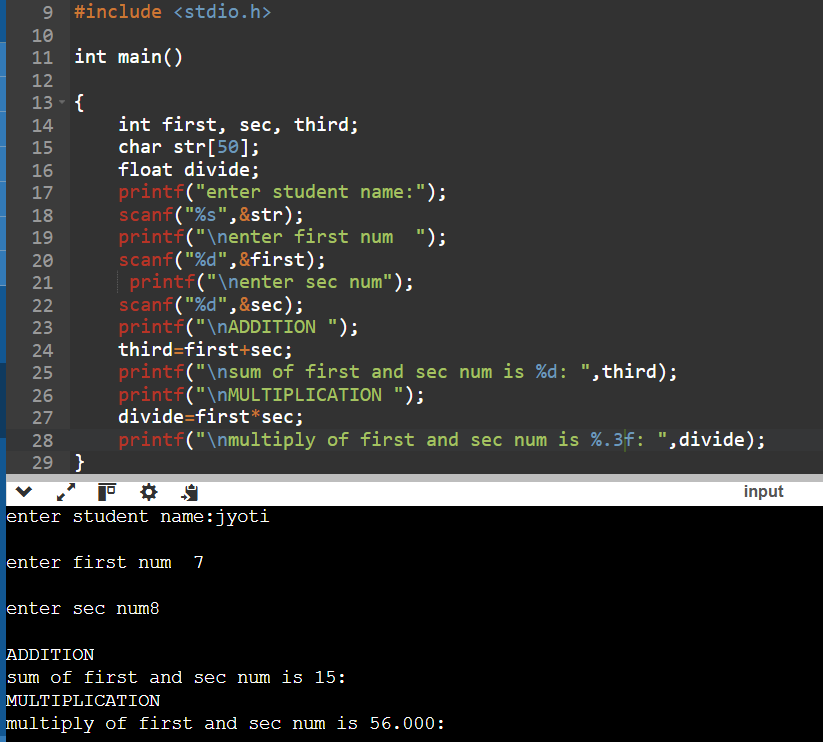 9 #include <stdio.h>
10
11 int main()
12
13 {
14 int first, sec, third;
15 char str[50];
16 float divide;
17 printf("enter student name:");
18 scanf("%s",&str);
19 printf("\nenter first num  ");
20 scanf("%d",&first);
21 printf("\nenter sec num");
22 scanf("%d",&sec);
23 printf("\nADDITION ");
24 third=first+sec;
25 printf("\nsum of first and sec num is %d: ",third);
26 printf("\nMULTIPLICATION ");
27 divide=first*sec;
28 printf("\nmultiply of first and sec num is %.3f: ",divide);
29 }
input
enter student name:jyoti
enter first num  7
enter sec num8
ADDITION
sum of first and sec num is 15:
MULTIPLICATION
multiply of first and sec num is 56.000: